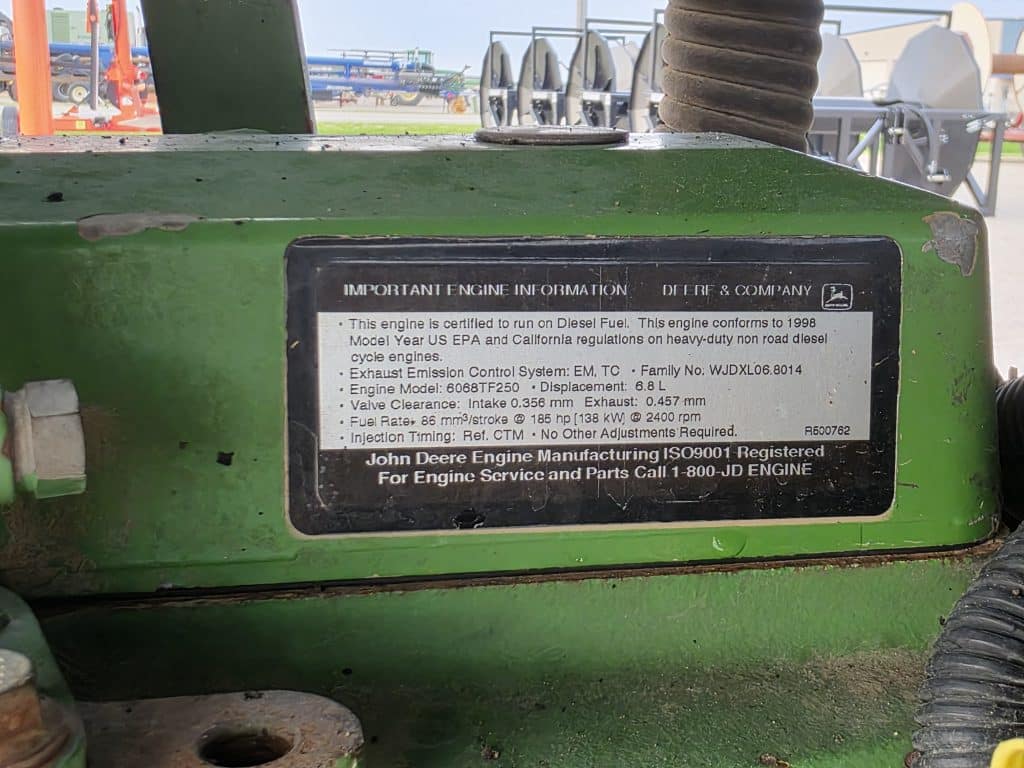 IMPORTANT ENGINE INFORMATION DEERE & COMPANY
• This engine is certified to run on Diesel Fuel. This engine conforms to 1998
Model Year US EPA and California regulations on heavy-duty non road diesel
cycle engines.
• Exhaust Emission Control System: EM, TC • Family No. WJDXL06.8014
• Engine Model: 6068TF250 • Displacement: 6.8 L
• Valve Clearance: Intake 0.356 mm Exhaust: 0.457 mm
• Fuel Rate: 86 mm³/stroke @ 185 hp [138 kW] @ 2400 rpm
• Injection Timing: Ref. CTM • No Other Adjustments Required. R500762
John Deere Engine Manufacturing ISO9001 Registered
For Engine Service and Parts Call 1-800-JD ENGINE